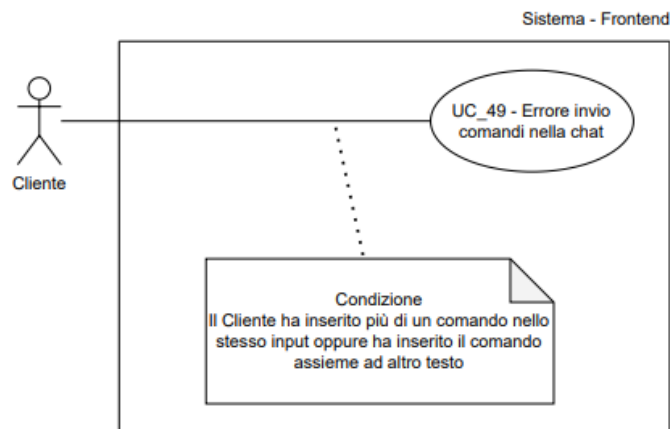 Sistema - Frontend
UC_49 - Errore invio
comandi nella chat
Cliente
Condizione
Il Cliente ha inserito più di un comando nello
stesso input oppure ha inserito il comando
assieme ad altro testo